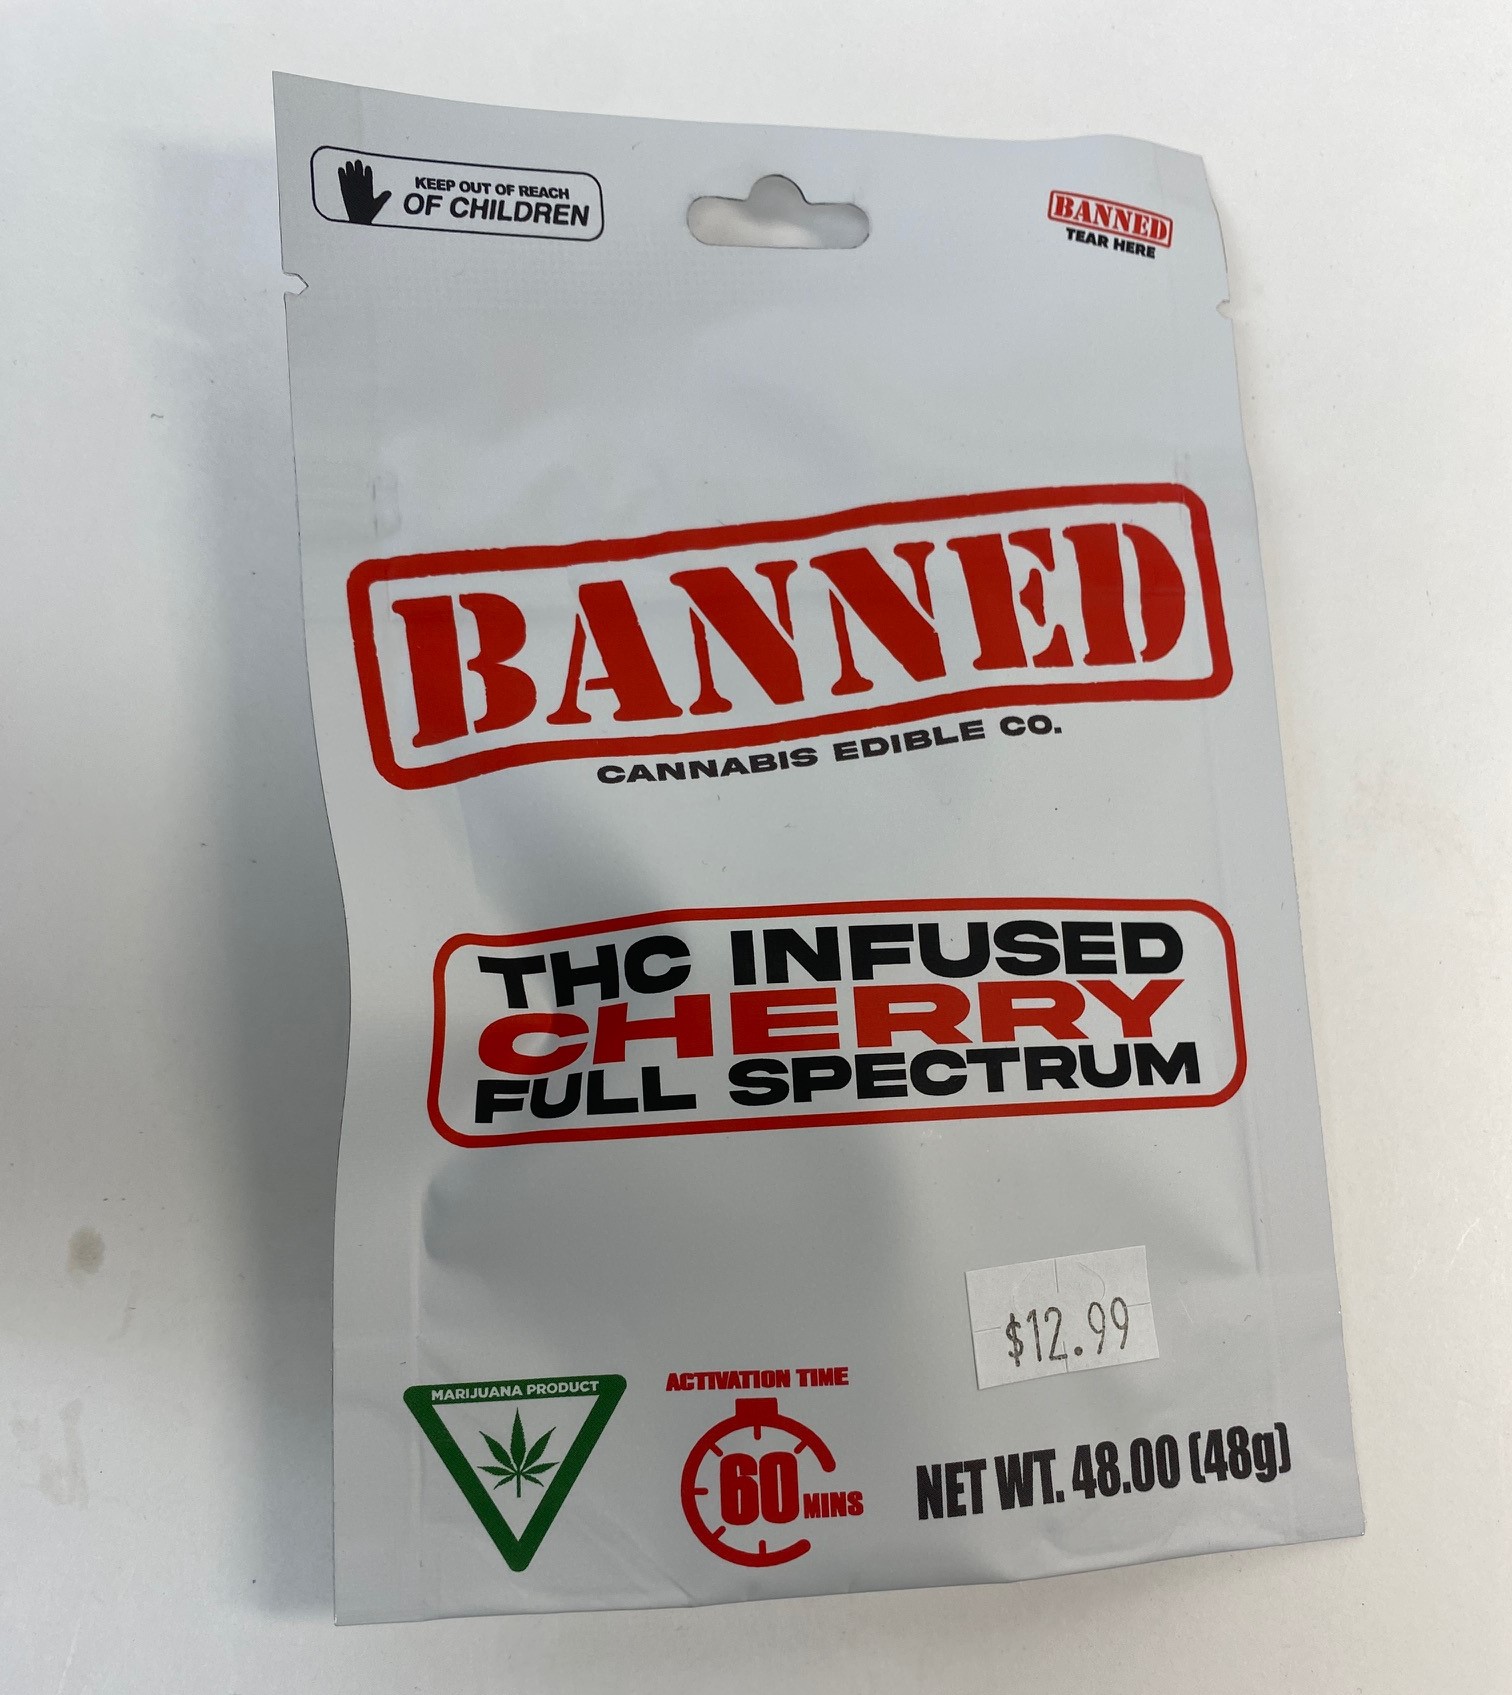 KEEP OUT OF REACH
OF CHILDREN
BANNED
TEAR HERE
BANNED
CANNABIS EDIBLE CO.
THC INFUSED
CHERRY
FULL SPECTRUM
$12.99
MARIJUANA PRODUCT
ACTIVATION TIME
60 MINS
NET WT. 48.00 (48g)